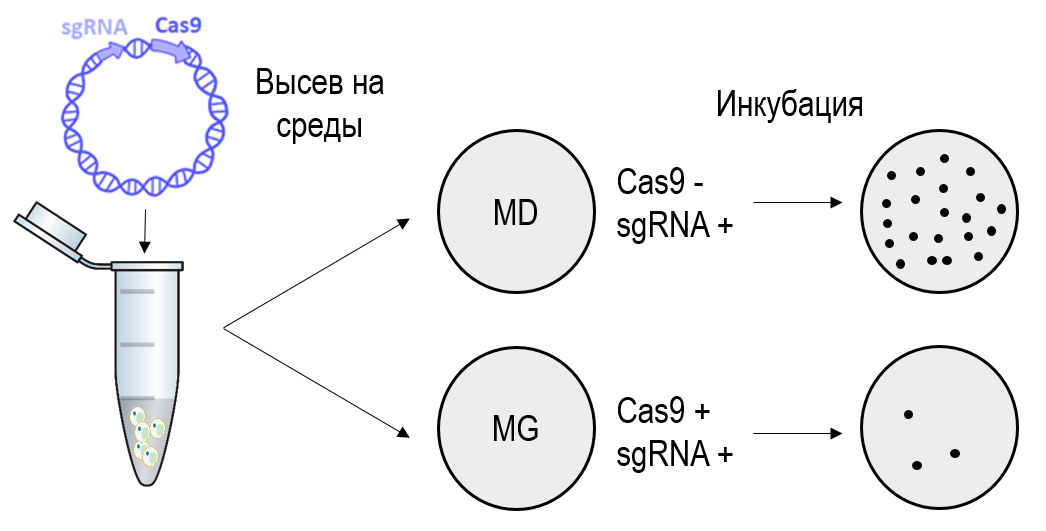 sgRNA Cas9
Высев на
среды
Инкубация
MD
Cas9 -
sgRNA +
MG
Cas9 +
sgRNA +